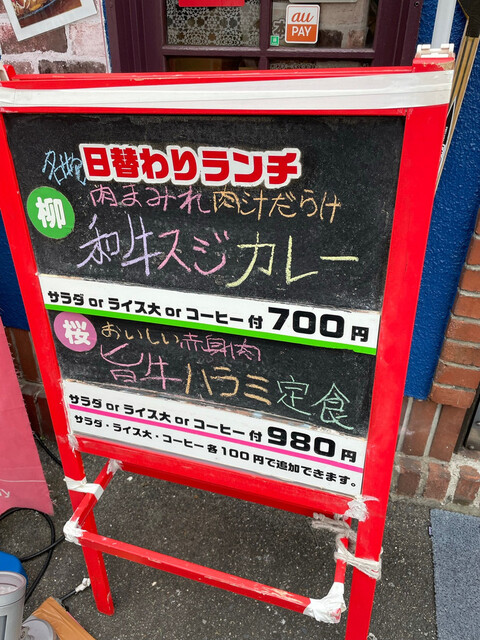 au
PAY
名物
日替わりランチ
柳
肉まみれ肉汁だらけ
和牛スジカレー
サラダ or ライス大 or コーヒー 付 700円
桜
おいしい赤身肉
旨牛ハラミ定食
サラダ or ライス大 or コーヒー 付 980円
サラダ・ライス大・コーヒー 各100円で追加できます。